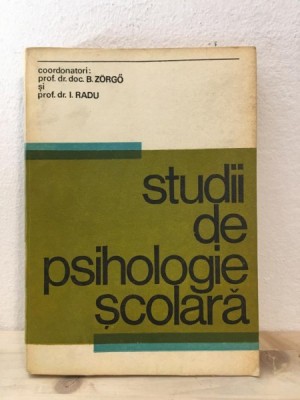 coordonatori:
prof. dr. doc. B. ZÖRGŐ
și
prof. dr. I. RADU
studii
de
psihologie
școlară